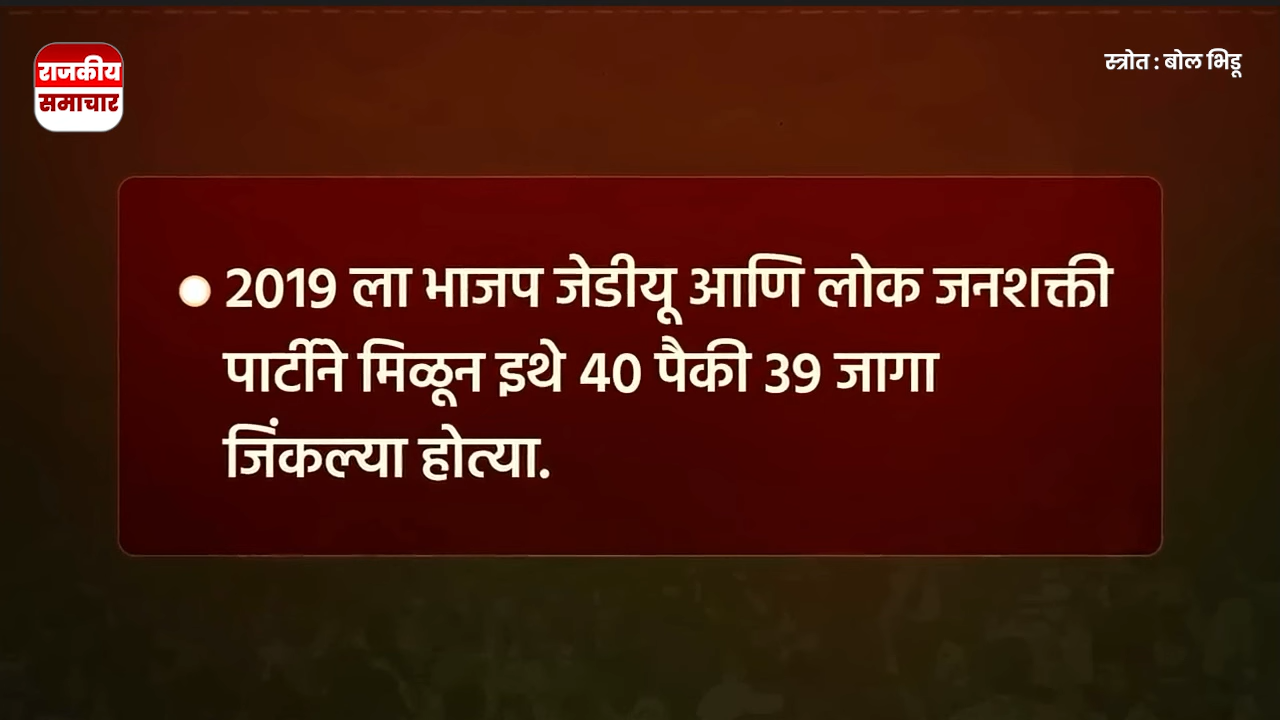 राजकीय
समाचार
स्त्रोत : बोल भिडू
2019 ला भाजप जेडीयू आणि लोक जनशक्ती
पार्टीने मिळून इथे 40 पैकी 39 जागा
जिंकल्या होत्या.